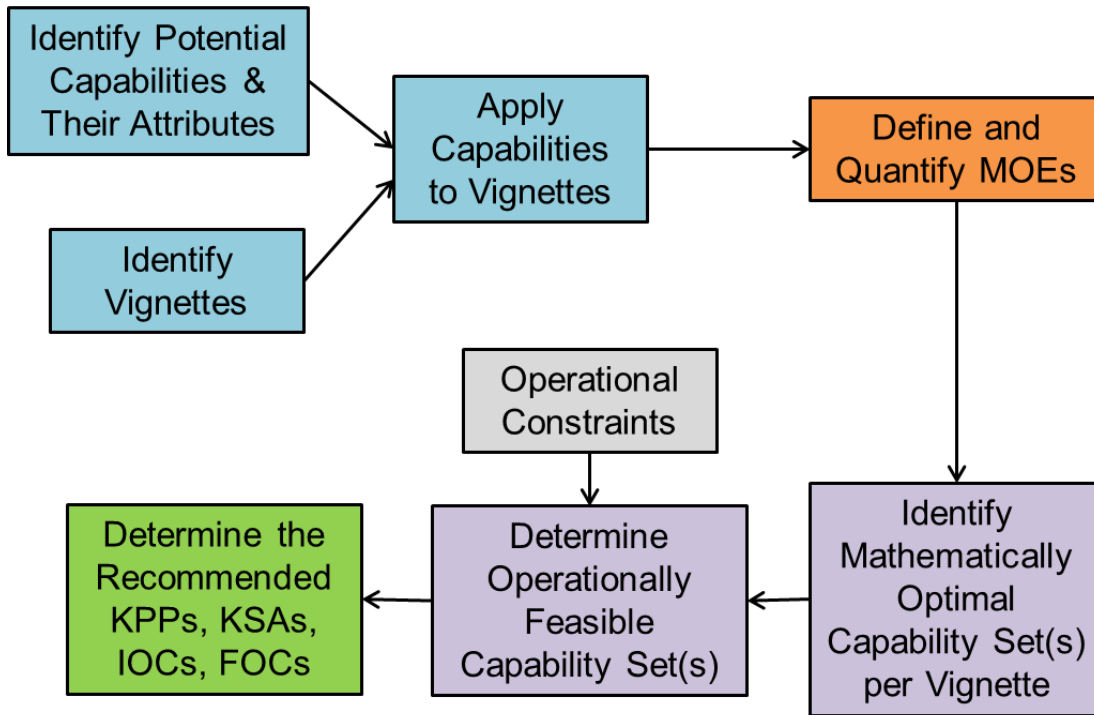 Identify Potential
Capabilities &
Their Attributes
Apply
Capabilities
to Vignettes
Define and
Quantify MOEs
Identify
Vignettes
Operational
Constraints
Determine the
Recommended
KPPs, KSAs,
IOCs, FOCs
Determine
Operationally
Feasible
Capability Set(s)
Identify
Mathematically
Optimal
Capability Set(s)
per Vignette